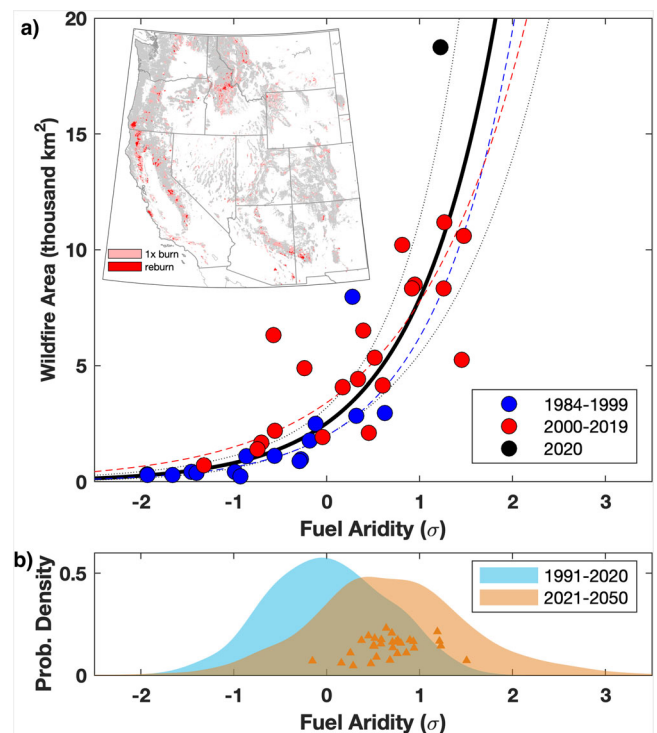 a)
20
15
10
5
0
Wildfire Area (thousand km²)
1x burn
reburn
1984-1999
2000-2019
2020
-2 -1 0 1 2 3
Fuel Aridity (σ)
b)
0.5
0
Prob. Density
1991-2020
2021-2050
-2 -1 0 1 2 3
Fuel Aridity (σ)